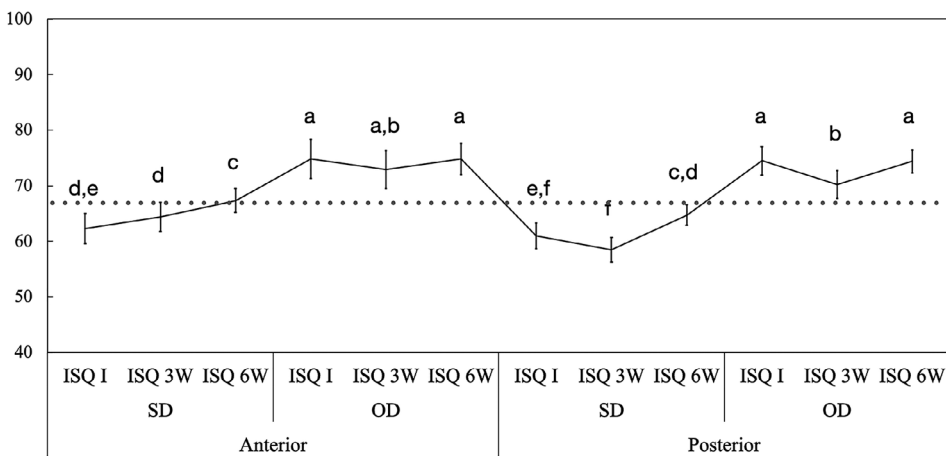 100
90
80
70
60
50
40
d,e
d
c
a
a,b
a
e,f
f
c,d
a
b
a
ISQ I ISQ 3W ISQ 6W ISQ I ISQ 3W ISQ 6W ISQ I ISQ 3W ISQ 6W ISQ I ISQ 3W ISQ 6W
SD OD SD OD
Anterior Posterior